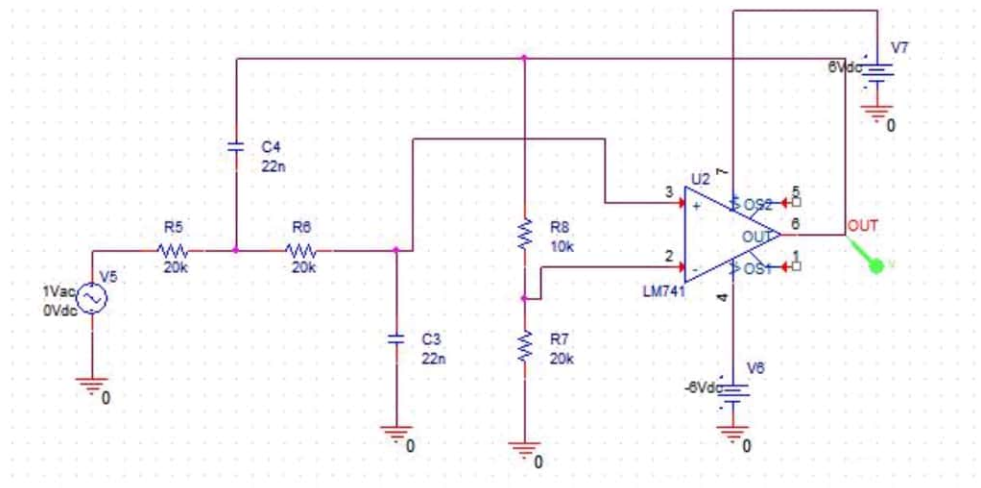 V7
6Vdc
0
C4
22n
7
U2
3
+
OS2
5
R5
20k
R6
20k
R8
10k
6
OUT
OUT
V
2
-
OS1
1
LM741
4
V5
1Vac
0Vdc
0
C3
22n
0
R7
20k
0
V6
-6Vdc
0